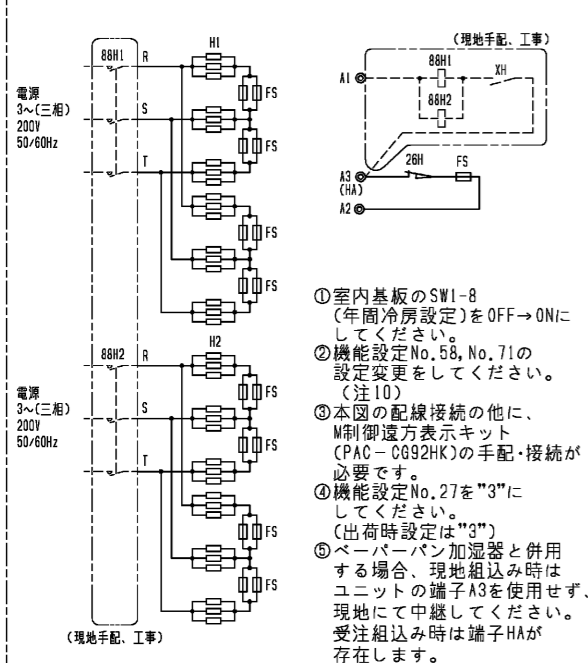 88H1
R
H1
電源
3~(三相)
200V
50/60Hz
S
T
FS
FS
FS
FS
88H2
R
H2
電源
3~(三相)
200V
50/60Hz
S
T
FS
FS
(現地手配、工事)
(現地手配、工事)
88H1
XH
A1
88H2
26H
FS
A3
(HA)
A2
①室内基板のSW1-8
(年間冷房設定)をOFF→ONに
してください。
②機能設定No.58,No.71の
設定変更をしてください。
(注10)
③本図の配線接続の他に、
M制御遠方表示キット
(PAC-CG92HK)の手配・接続が
必要です。
④機能設定No.27を"3"に
してください。
(出荷時設定は"3")
⑤ペーパーパン加湿器と併用
する場合、現地組込み時は
ユニットの端子A3を使用せず、
現地にて中継してください。
受注組込み時は端子HAが
存在します。